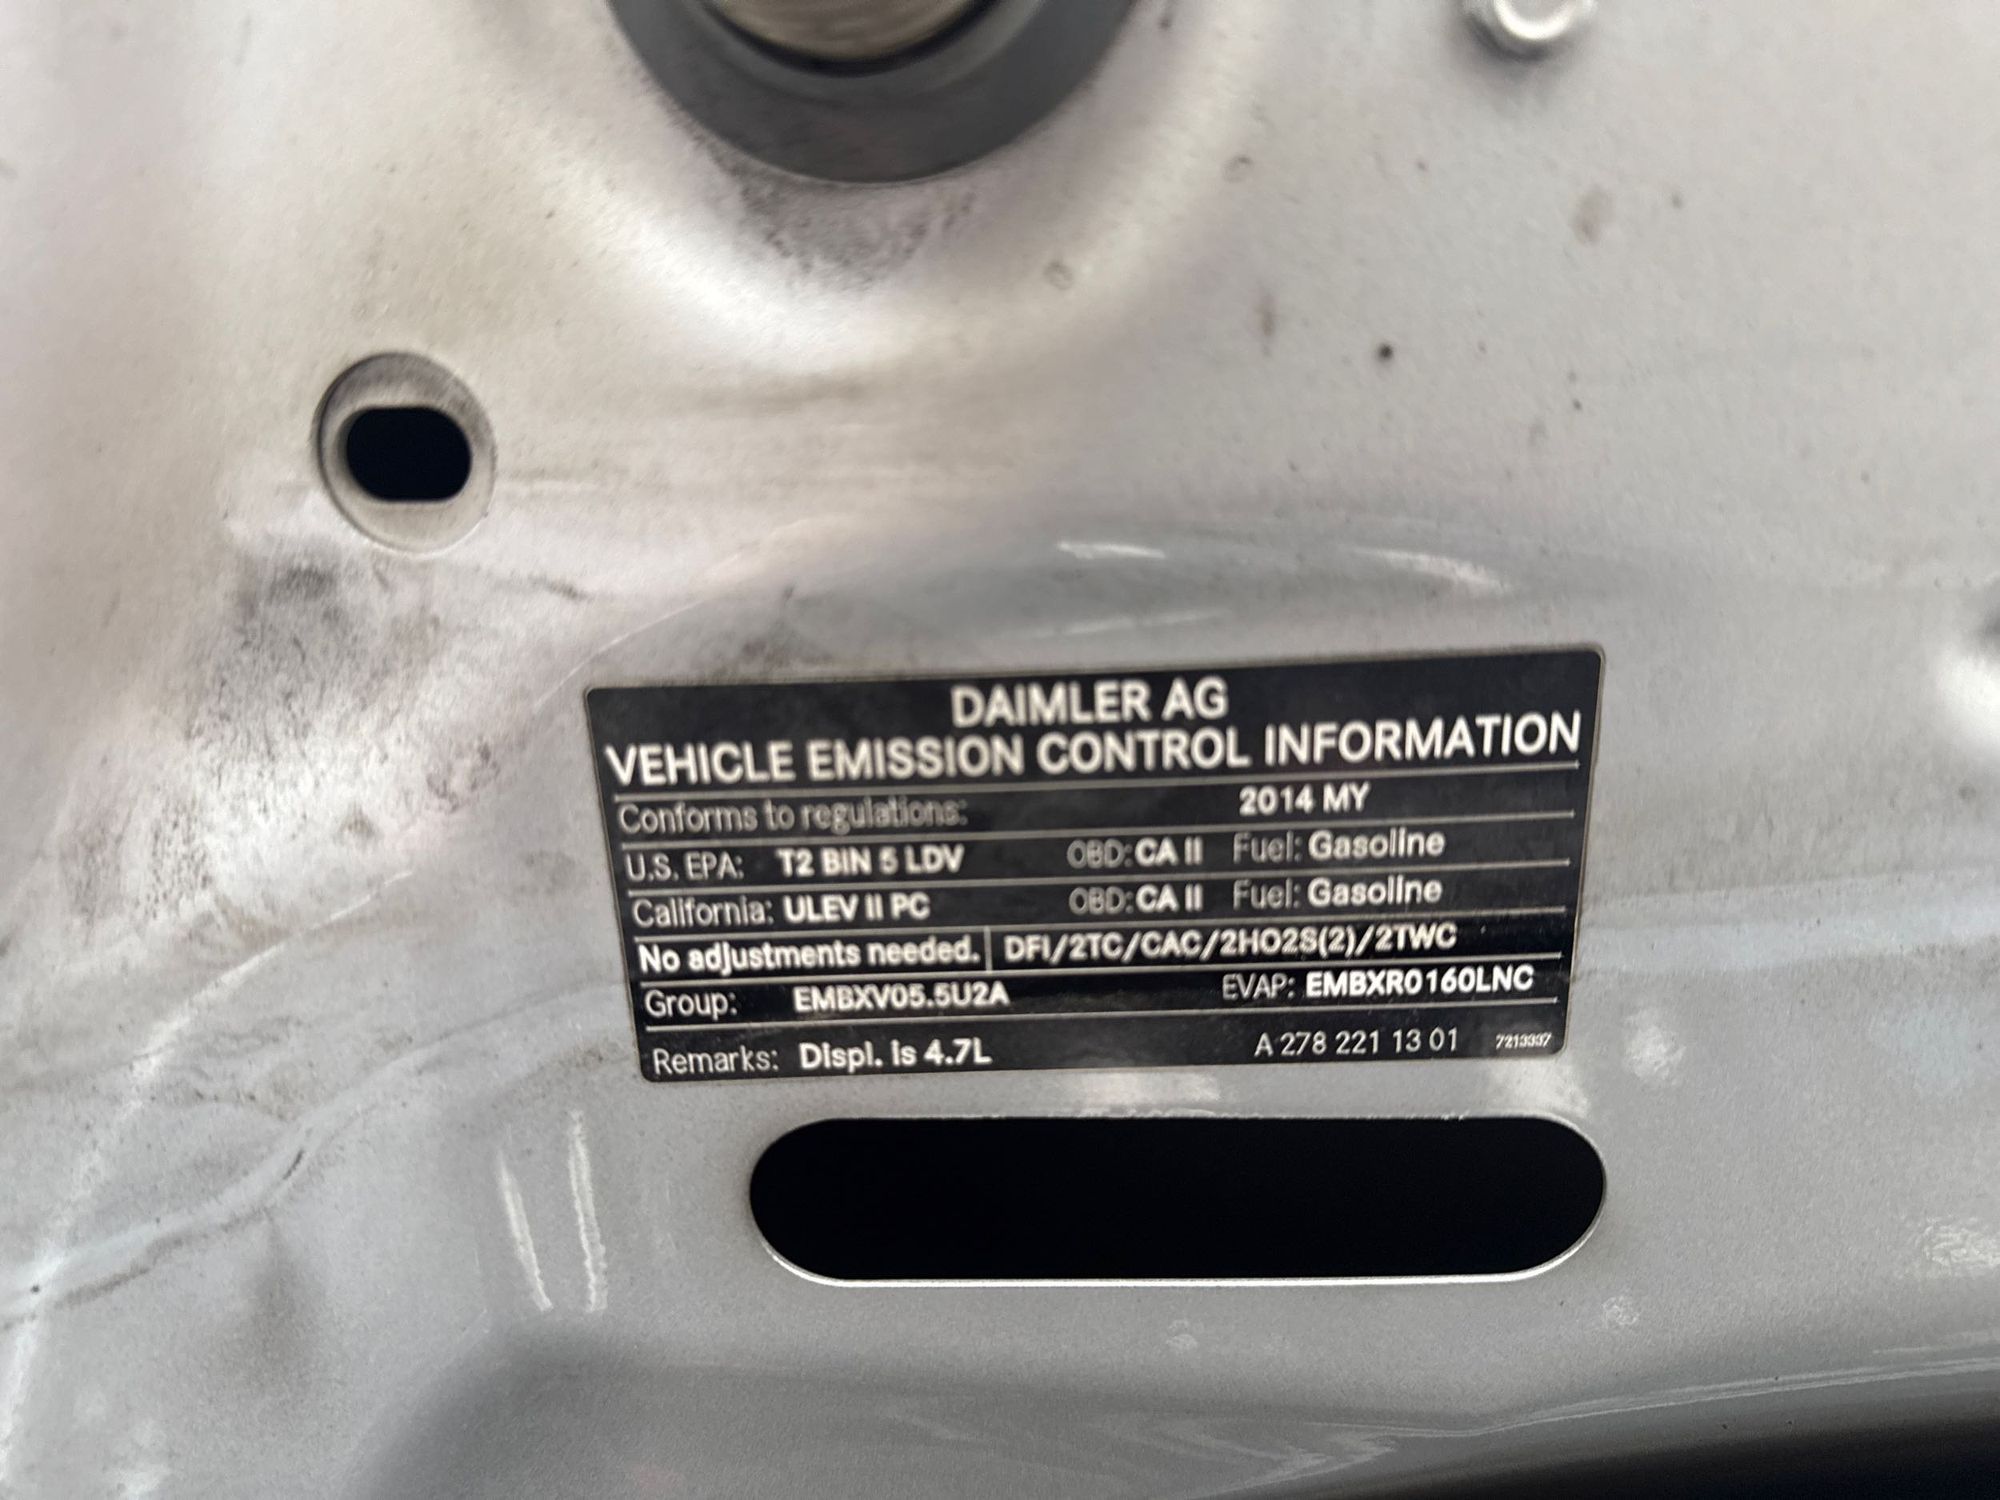 DAIMLER AG
VEHICLE EMISSION CONTROL INFORMATION
Conforms to regulations: 2014 MY
U.S. EPA: T2 BIN 5 LDV OBD: CA II Fuel: Gasoline
California: ULEV II PC OBD: CA II Fuel: Gasoline
No adjustments needed. DFI/2TC/CAC/2HO2S(2)/2TWC
Group: EMBXV05.5U2A EVAP: EMBXR0160LNC
Remarks: Displ. is 4.7L A 278 221 13 01 7213337